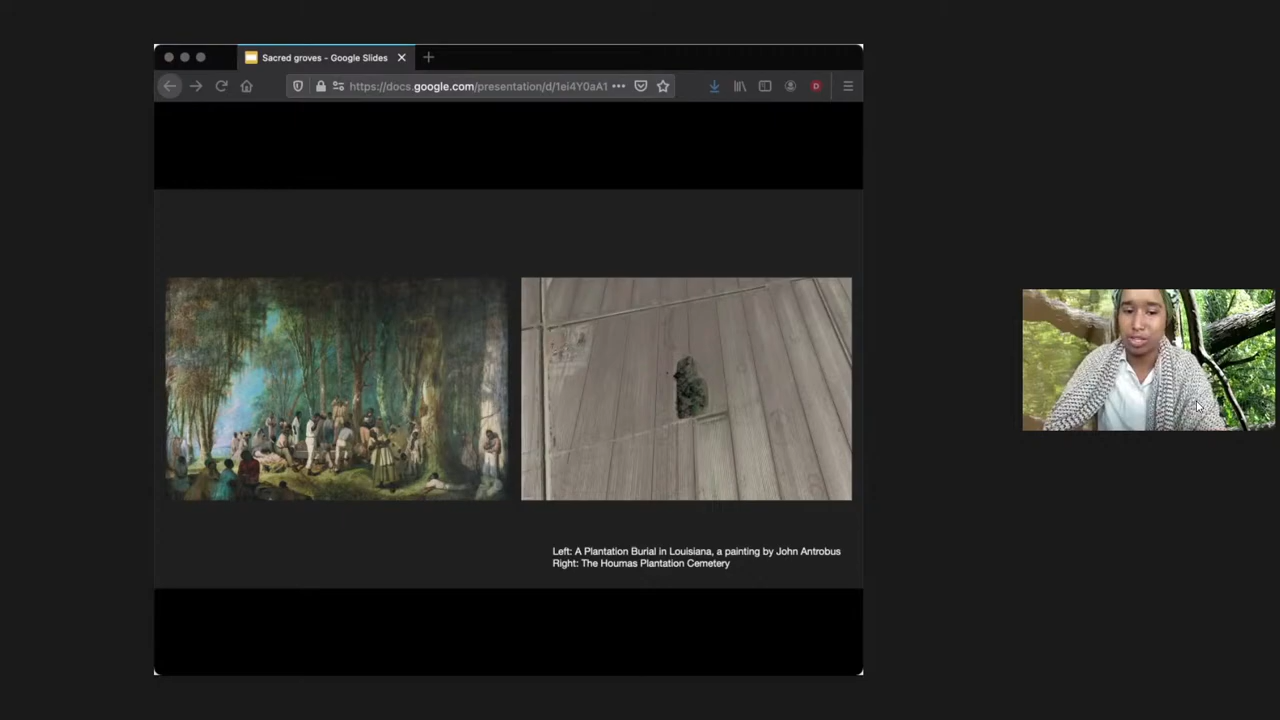 Sacred groves - Google Slides
https://docs.google.com/presentation/d/1ei4Y0aA1
Left: A Plantation Burial in Louisiana, a painting by John Antrobus
Right: The Houmas Plantation Cemetery